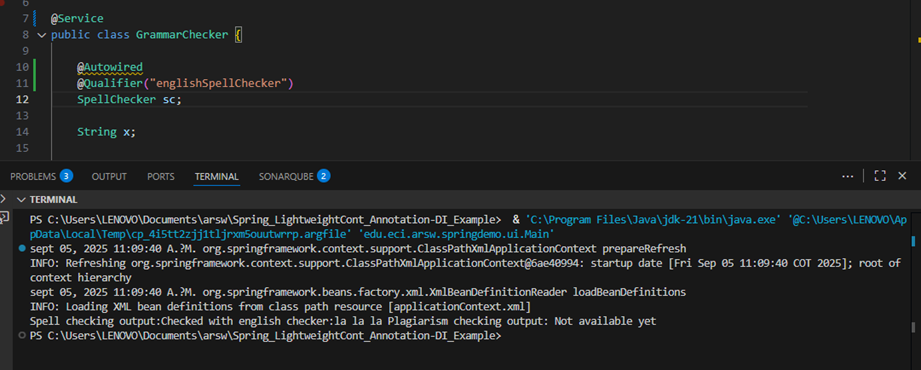 6
7 @Service
8 public class GrammarChecker {
9
10 @Autowired
11 @Qualifier("englishSpellChecker")
12 SpellChecker sc;
13
14 String x;
15
PROBLEMS 3 OUTPUT PORTS TERMINAL SONARQUBE 2
TERMINAL
PS C:\Users\LENOVO\Documents\arsw\Spring_LightweightCont_Annotation-DI_Example> & 'C:\Program Files\Java\jdk-21\bin\java.exe' '@C:\Users\LENOVO\Ap
pData\Local\Temp\cp_4i5tt2zjj1tljrxm5ouutwrrp.argfile' 'edu.eci.arsw.springdemo.ui.Main'
sept 05, 2025 11:09:40 A.?M. org.springframework.context.support.ClassPathXmlApplicationContext prepareRefresh
INFO: Refreshing org.springframework.context.support.ClassPathXmlApplicationContext@6ae40994: startup date [Fri Sep 05 11:09:40 COT 2025]; root of
context hierarchy
sept 05, 2025 11:09:40 A.?M. org.springframework.beans.factory.xml.XmlBeanDefinitionReader loadBeanDefinitions
INFO: Loading XML bean definitions from class path resource [applicationContext.xml]
Spell checking output:Checked with english checker:la la la Plagiarism checking output: Not available yet
PS C:\Users\LENOVO\Documents\arsw\Spring_LightweightCont_Annotation-DI_Example>